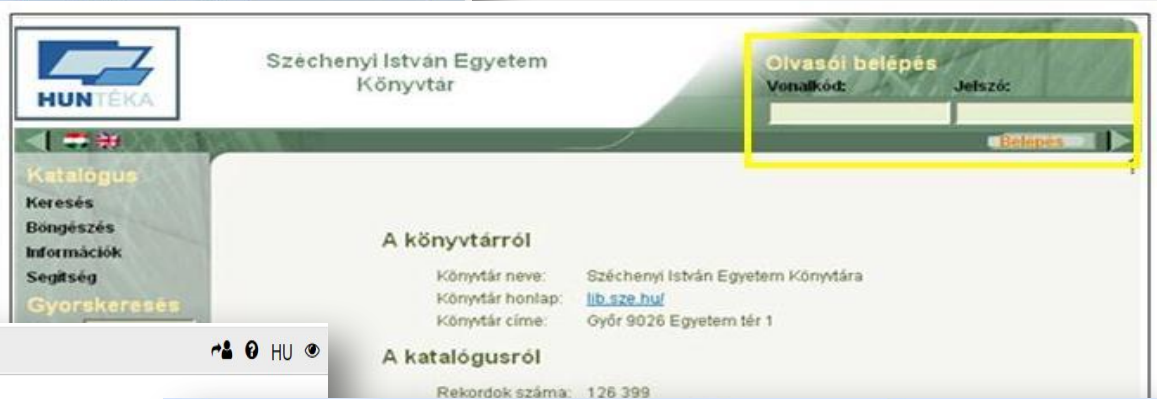 HUNTÉKA
Széchenyi István Egyetem
Könyvtár
Olvasói belépés
Vonalkód:
Jelszó:
Belépés
Katalógus
Keresés
Böngészés
Információk
Segítség
Gyorskeresés
HU
A könyvtárról
Könyvtár neve: Széchenyi István Egyetem Könyvtára
Könyvtár honlap: lib.sze.hu/
Könyvtár címe: Győr 9026 Egyetem tér 1
A katalógusról
Rekordok száma: 126 399